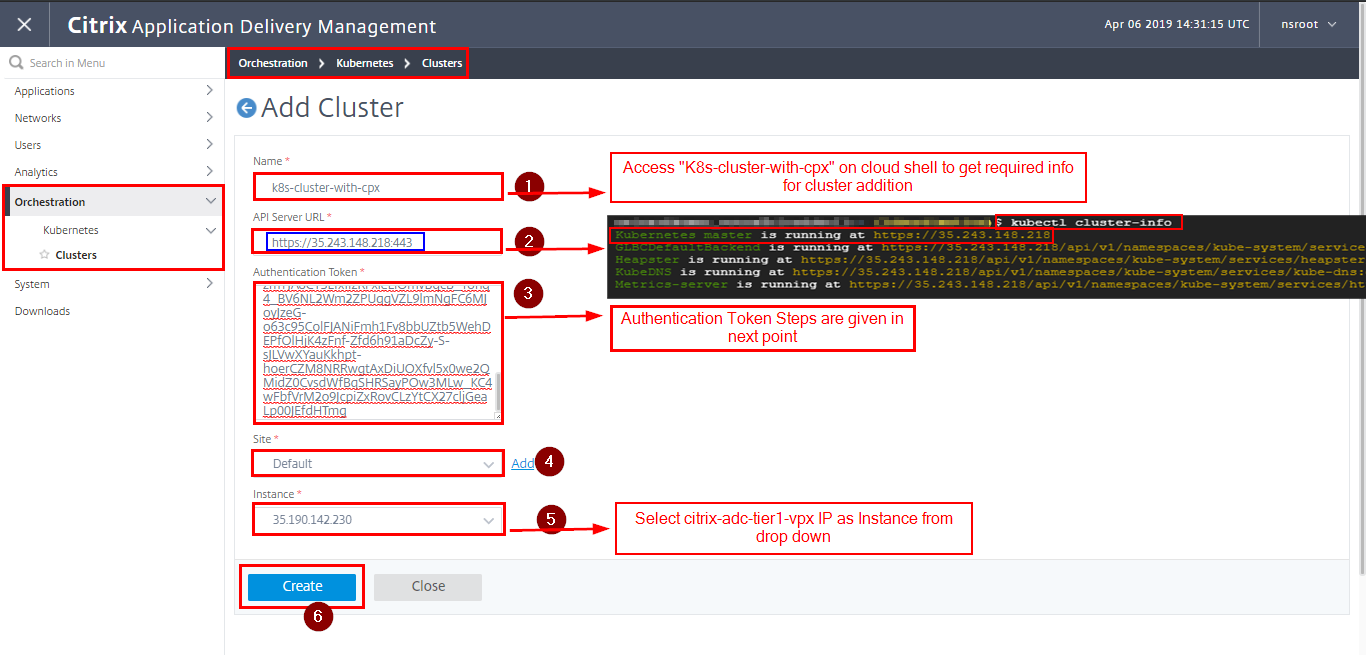 Citrix Application Delivery Management
Apr 06 2019 14:31:15 UTC
nsroot
Search in Menu
Applications
Networks
Users
Analytics
Orchestration
Kubernetes
Clusters
System
Downloads
Orchestration > Kubernetes > Clusters
Add Cluster
Name *
k8s-cluster-with-cpx
1
Access "K8s-cluster-with-cpx" on cloud shell to get required info
for cluster addition
API Server URL *
https://35.243.148.218:443
2
$ kubectl cluster-info
Kubernetes master is running at https://35.243.148.218
GLBCDefaultBackend is running at https://35.243.148.218/api/v1/namespaces/kube-system/service
Heapster is running at https://35.243.148.218/api/v1/namespaces/kube-system/services/heapster
KubeDNS is running at https://35.243.148.218/api/v1/namespaces/kube-system/services/kube-dns:
Metrics-server is running at https://35.243.148.218/api/v1/namespaces/kube-system/services/ht
Authentication Token *
4_BV6NL2Wm2ZPUqgVZL9lmNgFC6MJ
oyIzeG-
o63c95ColFJANiFmh1Fv8bbUZtb5WehD
EPfOlHjK4zFnf-Zfd6h91aDcZy-S-
sJLVwXYauKkhpt-
hoerCZM8NRRwgtAxDiUOXfvl5x0we2Q
MidZ0CvsdWfBqSHRSayPOw3MLw_KC4
wFbfVrM2o9JcpiZxRovCLzYtCX27cljGea
Lp00JEfdHTmg
3
Authentication Token Steps are given in
next point
Site *
Default
Add
4
Instance *
35.190.142.230
5
Select citrix-adc-tier1-vpx IP as Instance from
drop down
Create
Close
6